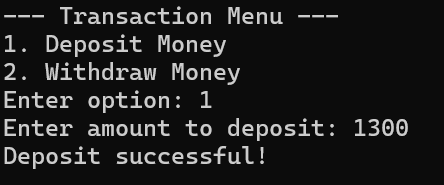 --- Transaction Menu ---
1. Deposit Money
2. Withdraw Money
Enter option: 1
Enter amount to deposit: 1300
Deposit successful!